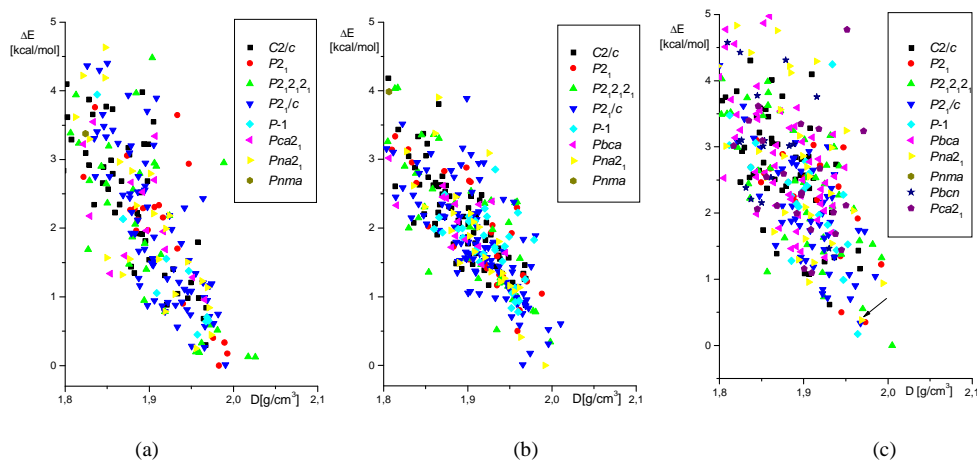 ΔE
[kcal/mol]
5
4
3
2
1
0
1,8 1,9 2,0 2,1
D[g/cm³]
C2/c
P2₁
P2₁2₁2₁
P2₁/c
P-1
Pca2₁
Pna2₁
Pnma
(a)
ΔE
[kcal/mol]
5
4
3
2
1
0
1,8 1,9 2,0 2,1
D[g/cm³]
C2/c
P2₁
P2₁2₁2₁
P2₁/c
P-1
Pbca
Pna2₁
Pnma
(b)
ΔE
[kcal/mol]
5
4
3
2
1
0
1,8 1,9 2,0 2,1
D [g/cm³]
C2/c
P2₁
P2₁2₁2₁
P2₁/c
P-1
Pbca
Pna2₁
Pnma
Pbcn
Pca2₁
(c)